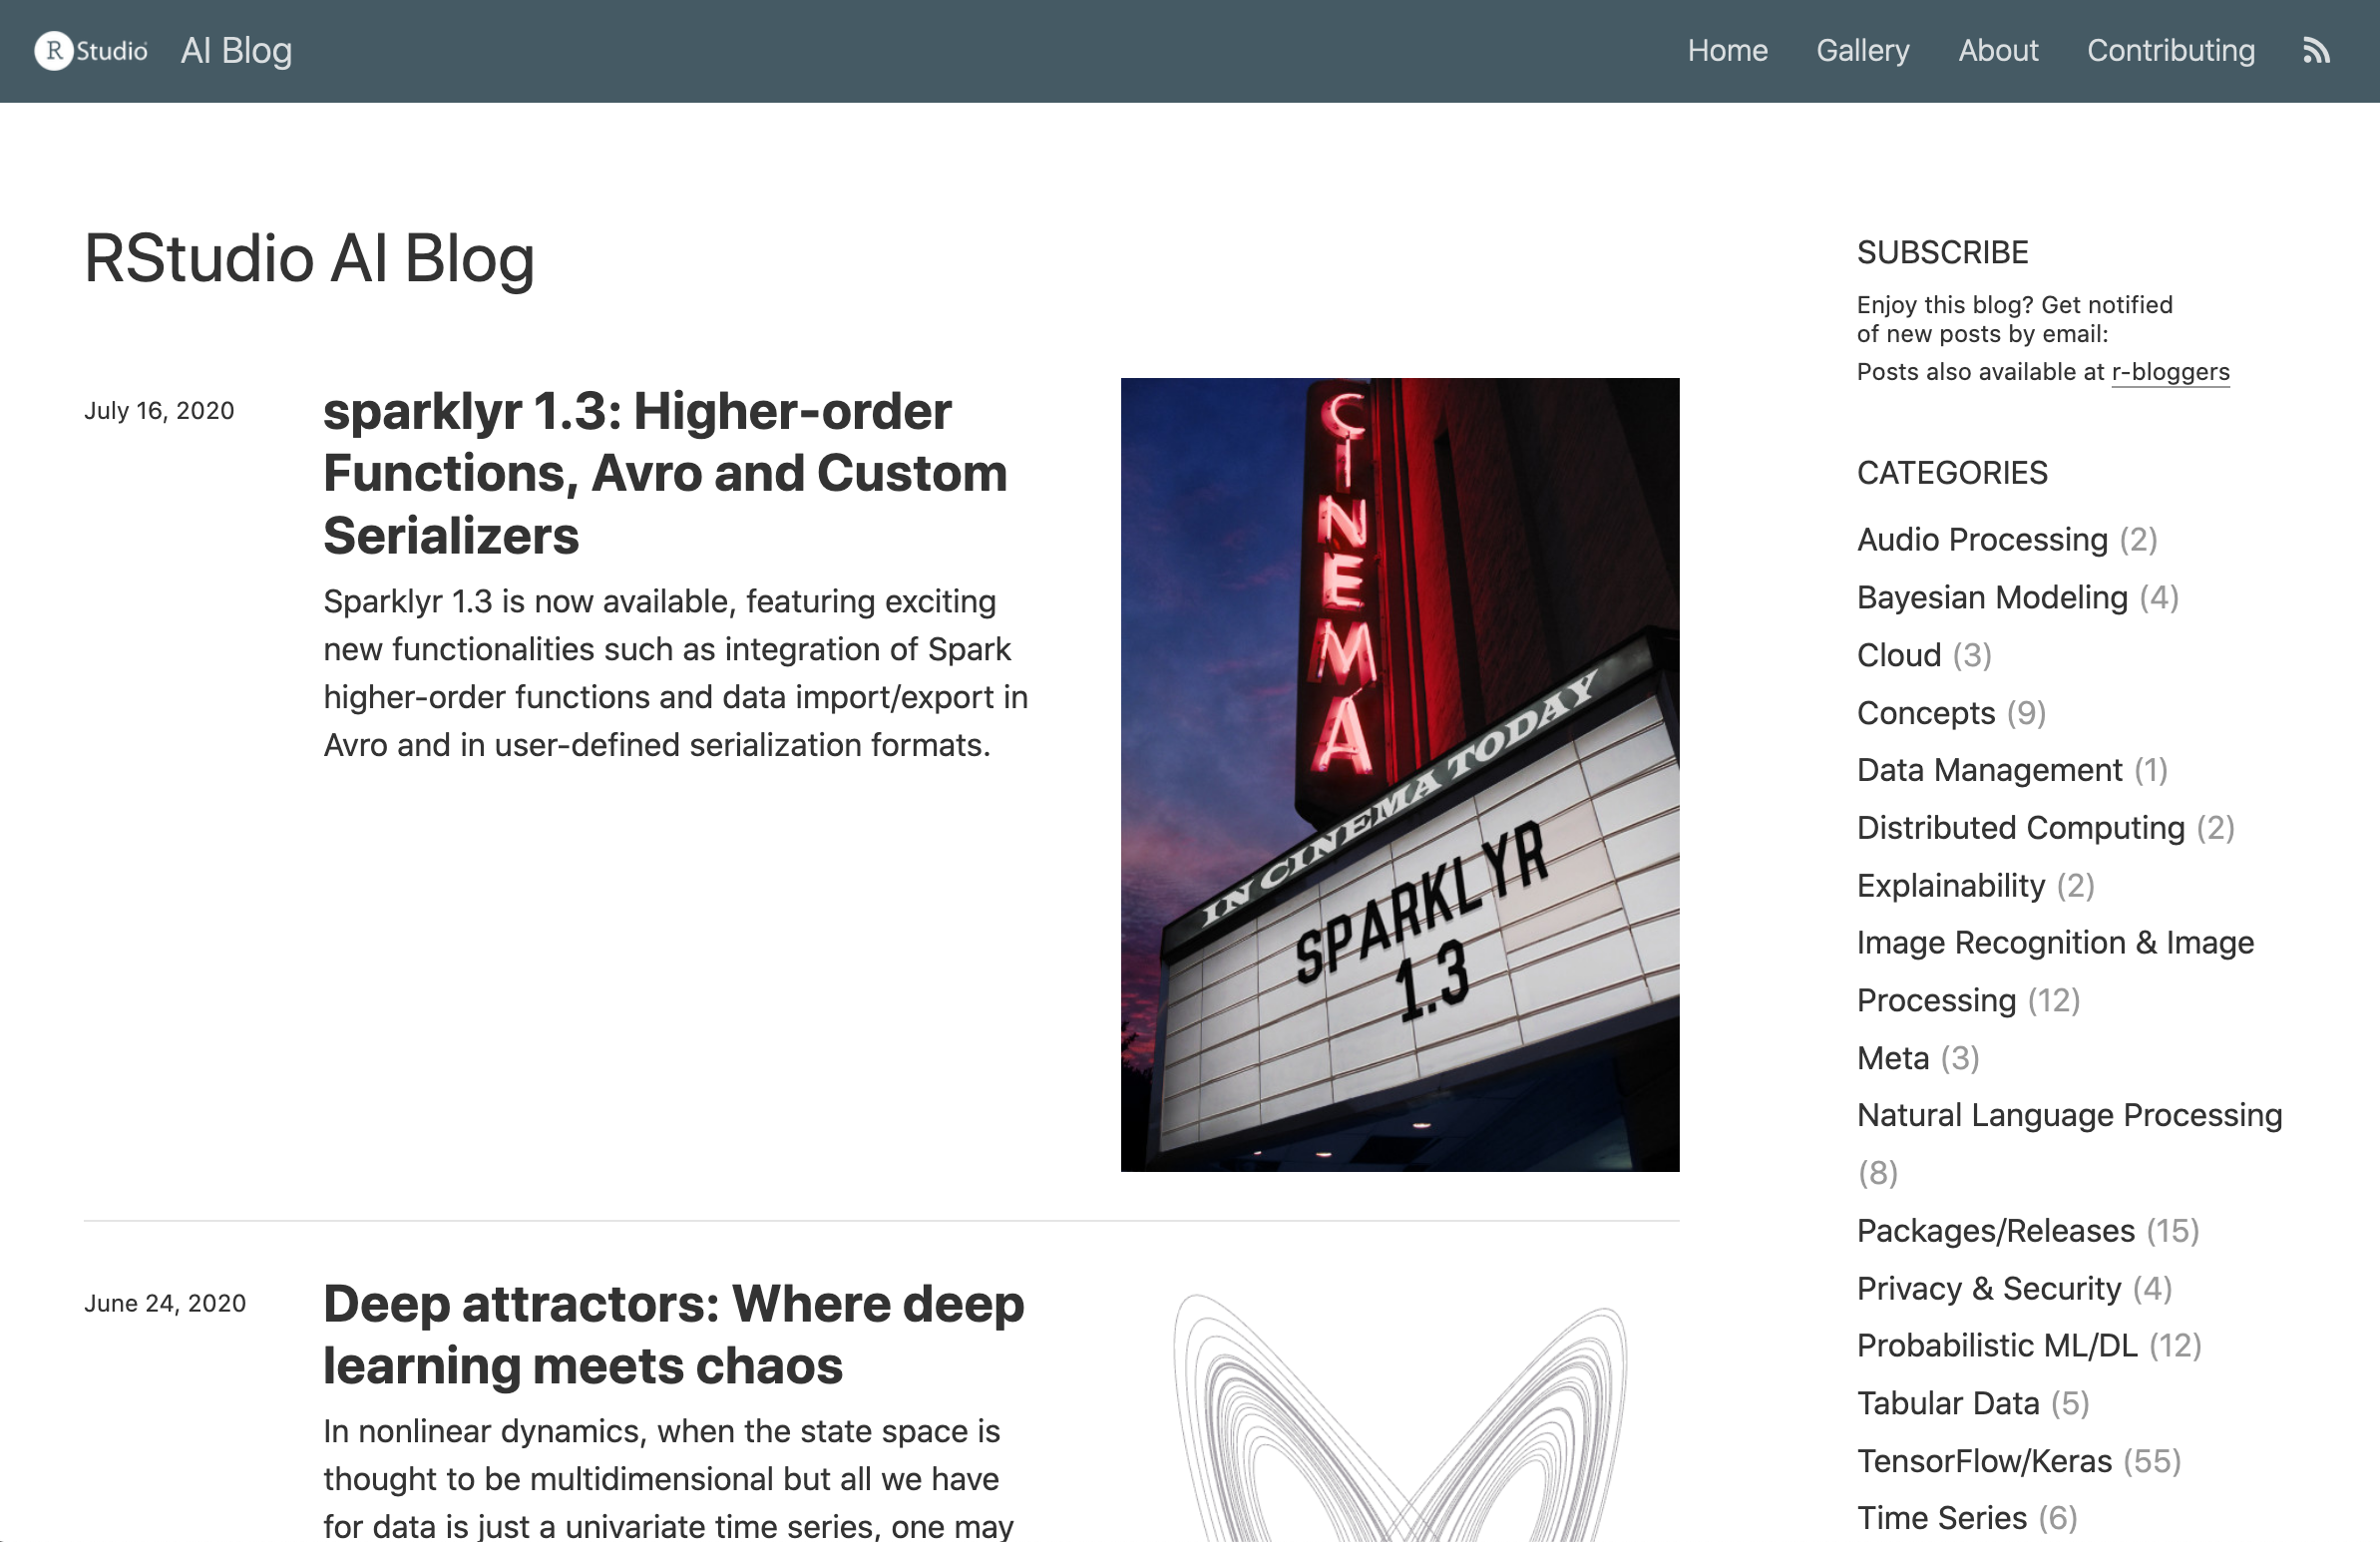 R Studio AI Blog
Home Gallery About Contributing
RStudio AI Blog
July 16, 2020
sparklyr 1.3: Higher-order
Functions, Avro and Custom
Serializers
Sparklyr 1.3 is now available, featuring exciting
new functionalities such as integration of Spark
higher-order functions and data import/export in
Avro and in user-defined serialization formats.
CINEMA
IN CINEMA TODAY
SPARKLYR
1.3
June 24, 2020
Deep attractors: Where deep
learning meets chaos
In nonlinear dynamics, when the state space is
thought to be multidimensional but all we have
for data is just a univariate time series, one may
SUBSCRIBE
Enjoy this blog? Get notified
of new posts by email:
Posts also available at r-bloggers
CATEGORIES
Audio Processing (2)
Bayesian Modeling (4)
Cloud (3)
Concepts (9)
Data Management (1)
Distributed Computing (2)
Explainability (2)
Image Recognition & Image
Processing (12)
Meta (3)
Natural Language Processing
(8)
Packages/Releases (15)
Privacy & Security (4)
Probabilistic ML/DL (12)
Tabular Data (5)
TensorFlow/Keras (55)
Time Series (6)